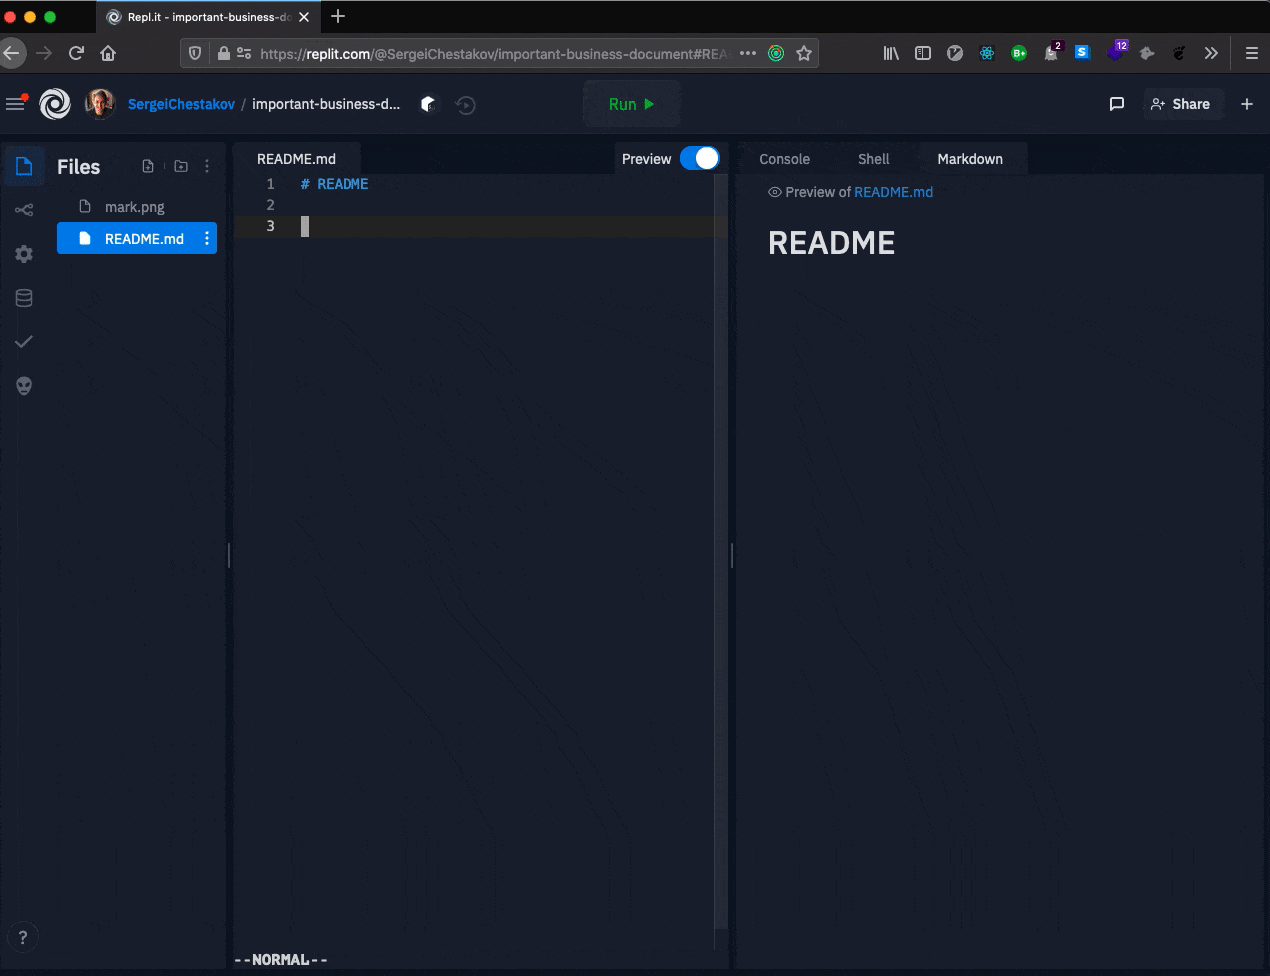 Repl.it - important-business-do
https://replit.com/@SergeiChestakov/important-business-document#REA
2
12
B+
S
SergeiChestakov / important-business-d...
Run
Share
Files
mark.png
README.md
README.md
Preview
1 # README
2
3
--NORMAL--
Console
Shell
Markdown
Preview of README.md
README
?